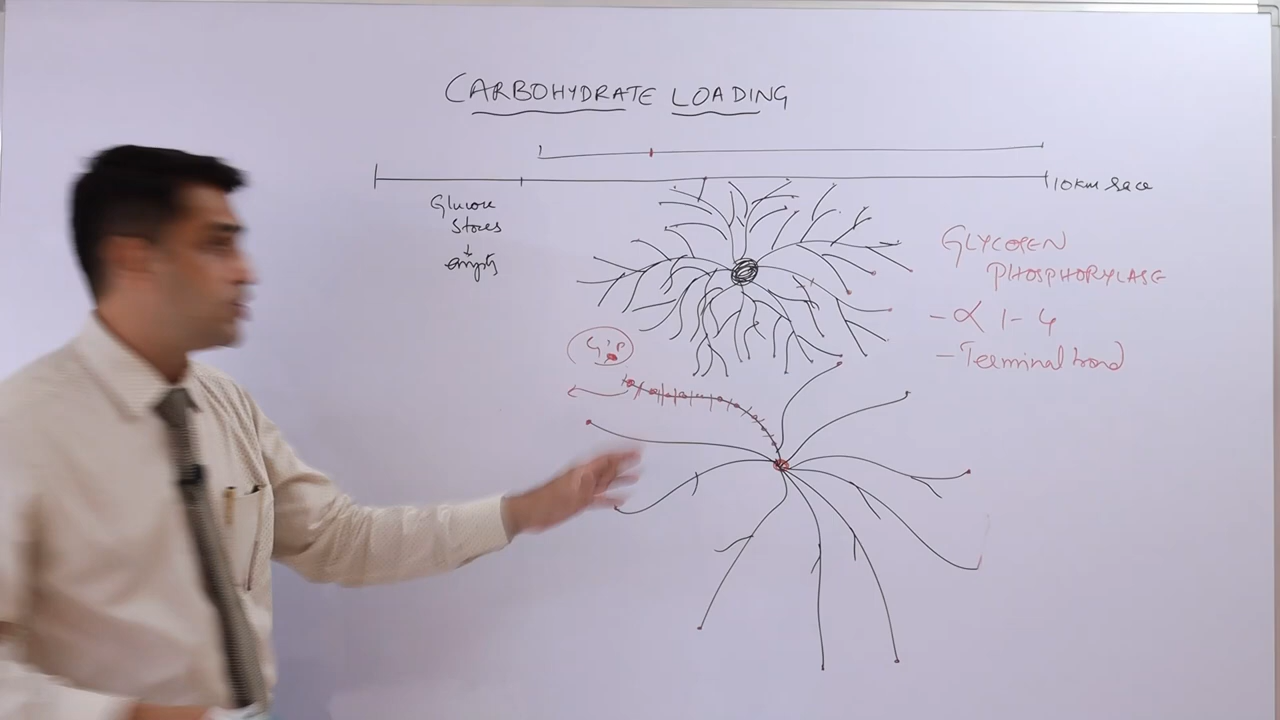 CARBOHYDRATE LOADING
10km race
Glucose
Stores
↓
empty
GLYCOGEN
PHOSPHORYLASE
- α 1-4
- Terminal bond
G1P